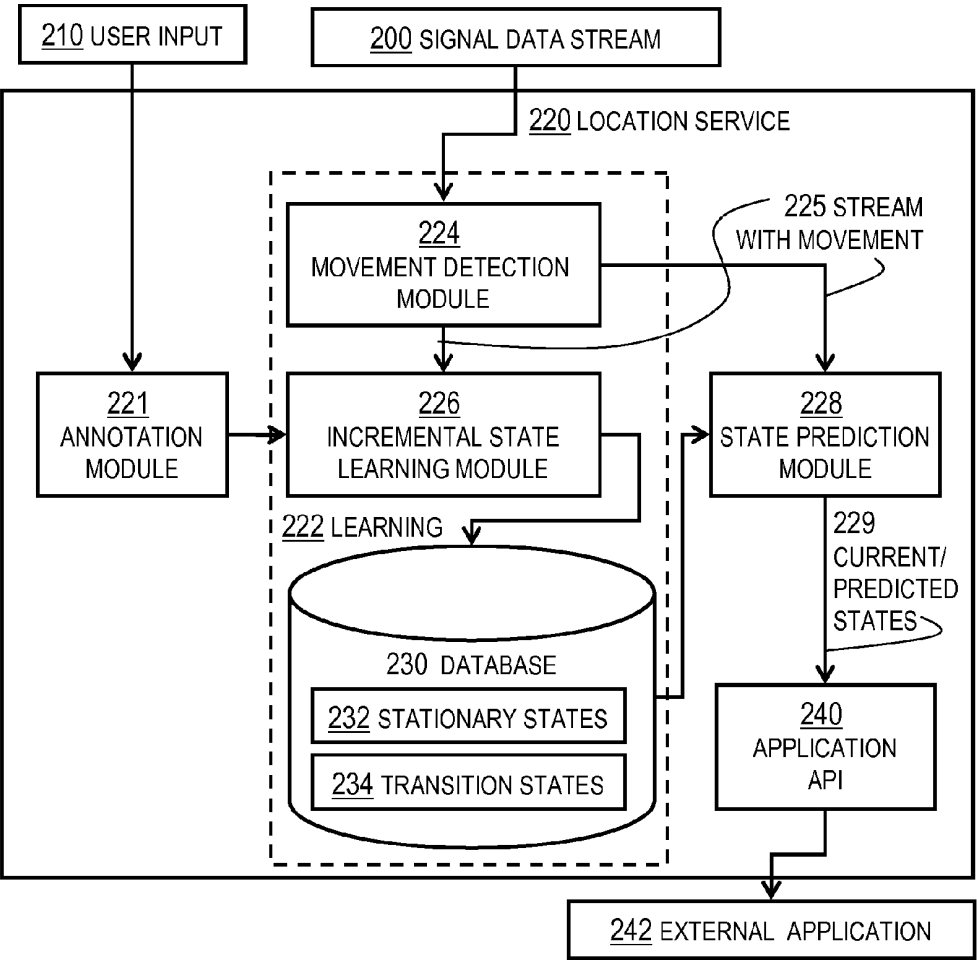 210 USER INPUT
200 SIGNAL DATA STREAM
220 LOCATION SERVICE
224
MOVEMENT DETECTION
MODULE
225 STREAM
WITH MOVEMENT
221
ANNOTATION
MODULE
226
INCREMENTAL STATE
LEARNING MODULE
228
STATE PREDICTION
MODULE
222 LEARNING
229
CURRENT/
PREDICTED
STATES
230 DATABASE
232 STATIONARY STATES
234 TRANSITION STATES
240
APPLICATION
API
242 EXTERNAL APPLICATION